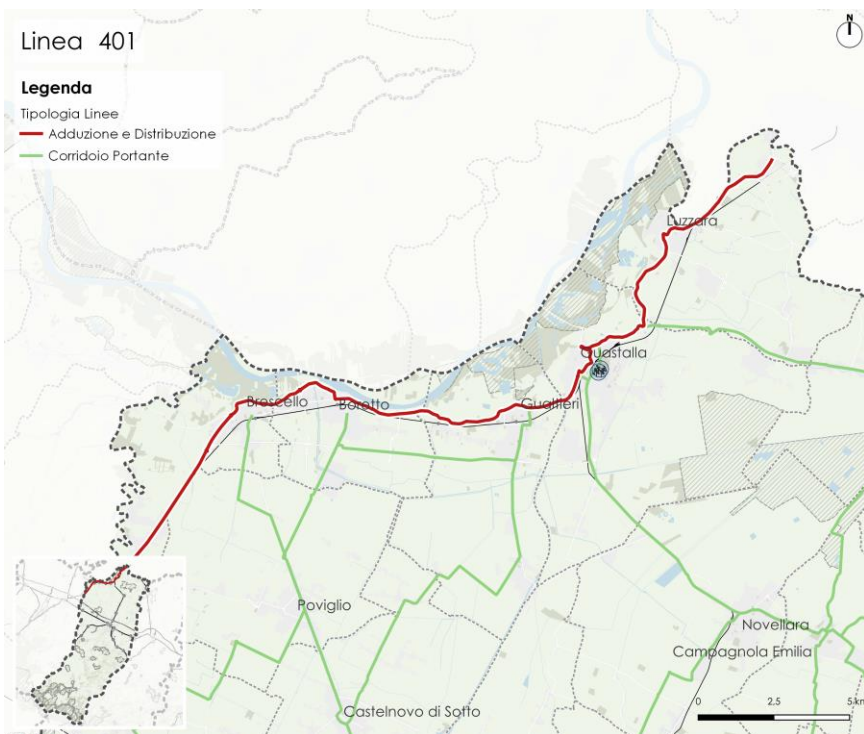 Linea 401
N
Legenda
Tipologia Linee
Adduzione e Distribuzione
Corridoio Portante
Luzzara
Guastalla
Brescello
Boretto
Gualtieri
Poviglio
Novellara
Campagnola Emilia
Castelnovo di Sotto
0 2.5 5 km